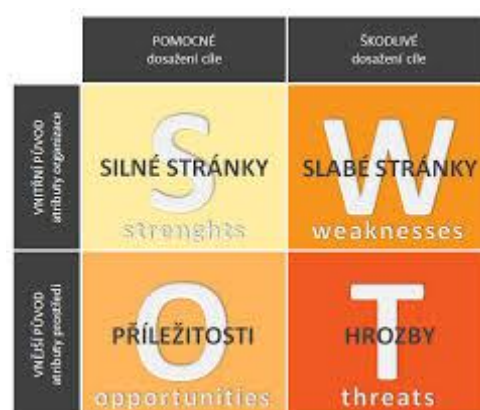 POMOCNÉ
dosažení cíle
ŠKODLIVÉ
dosažení cíle
VNITŘNÍ PŮVOD
atributy organizace
S
SILNÉ STRÁNKY
strenghts
W
SLABÉ STRÁNKY
weaknesses
VNĚJŠÍ PŮVOD
atributy prostředí
O
PŘÍLEŽITOSTI
opportunities
T
HROZBY
threats